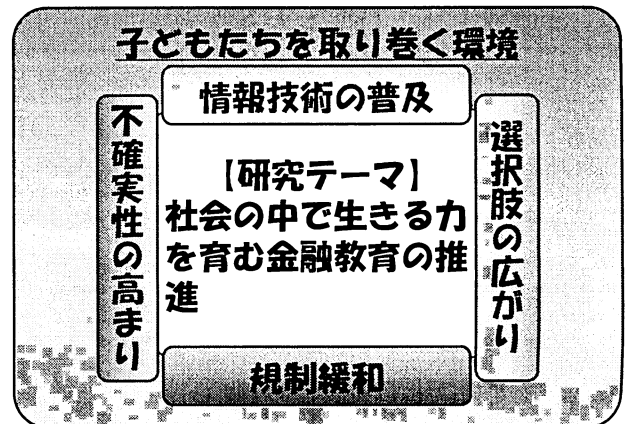 子どもたちを取り巻く環境
情報技術の普及
不確実性の高まり
【研究テーマ】
社会の中で生きる力
を育む金融教育の推
進
選択肢の広がり
規制緩和